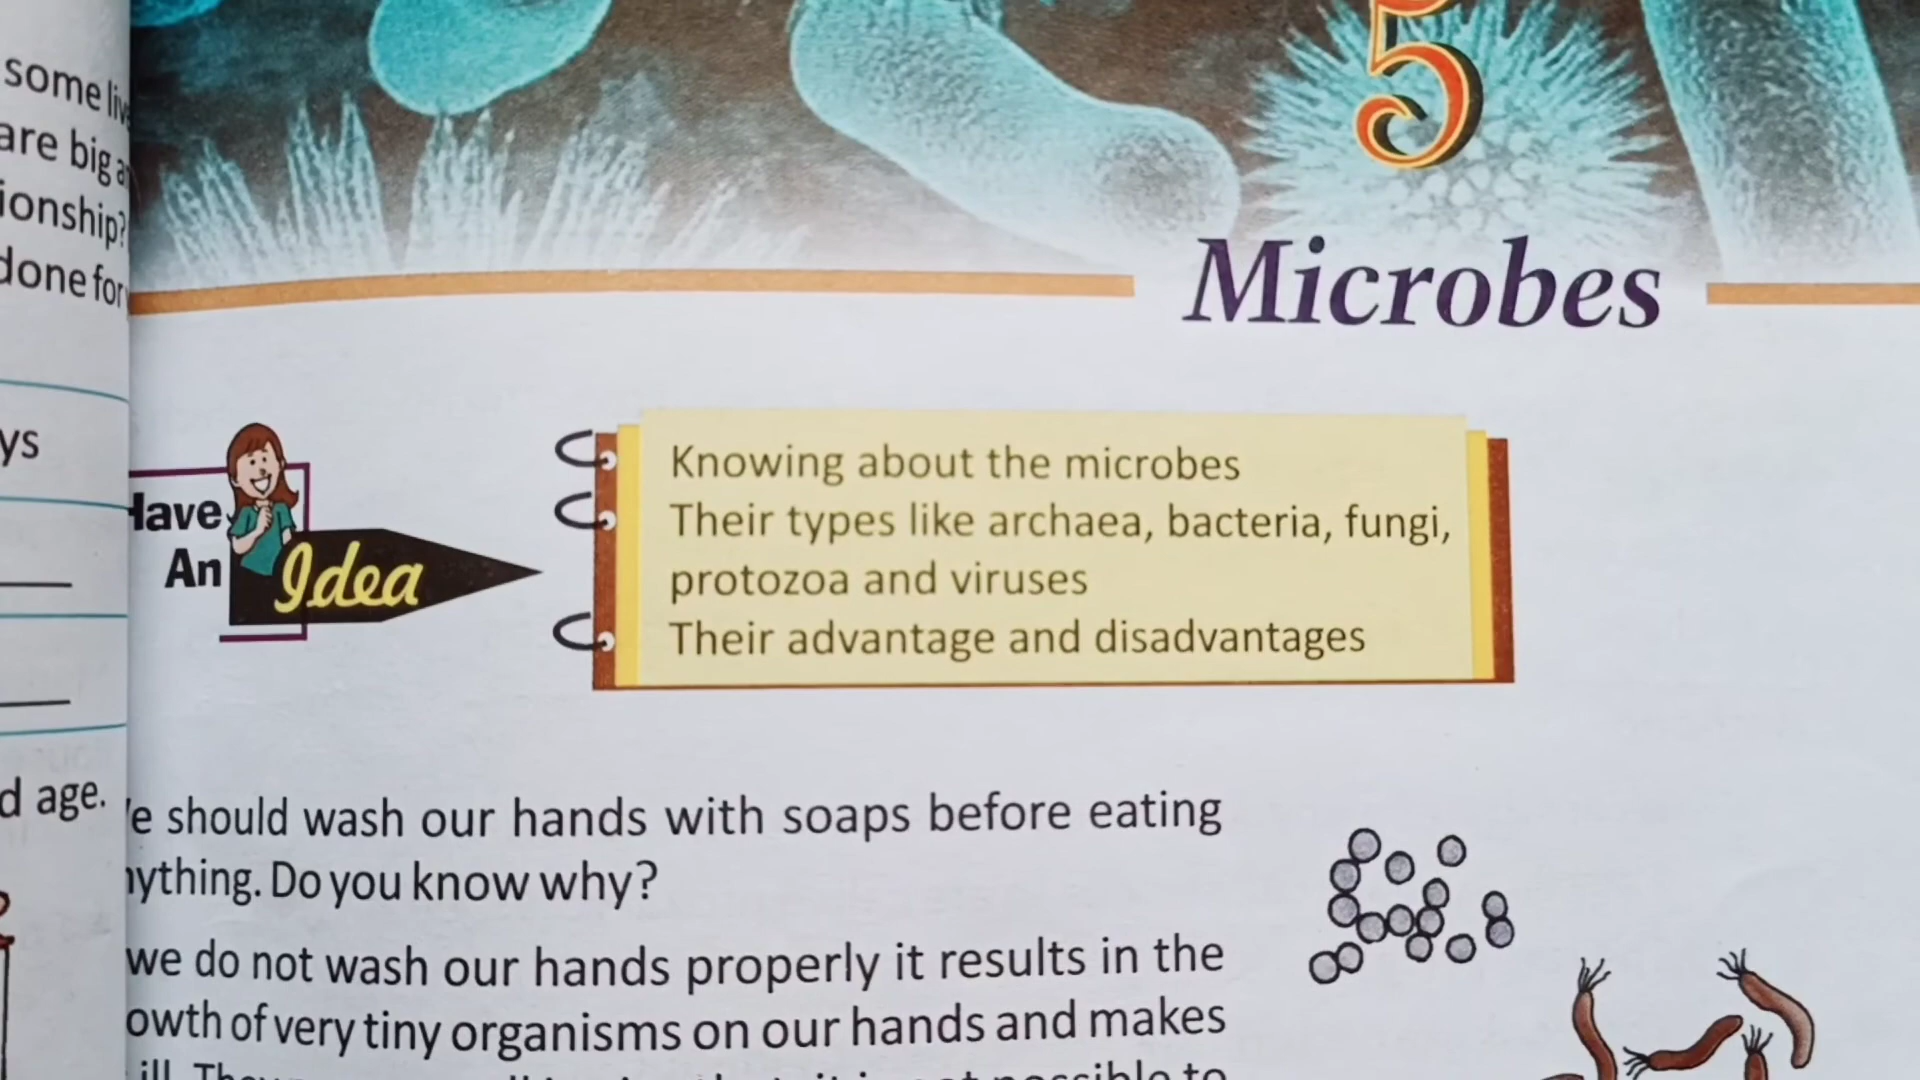 some
are big
done for
ys
d age.
5
Microbes
Have
An
Idea
Knowing about the microbes
Their types like archaea, bacteria, fungi,
protozoa and viruses
Their advantage and disadvantages
e should wash our hands with soaps before eating
nything. Do you know why?
we do not wash our hands properly it results in the
owth of very tiny organisms on our hands and makes
ill.